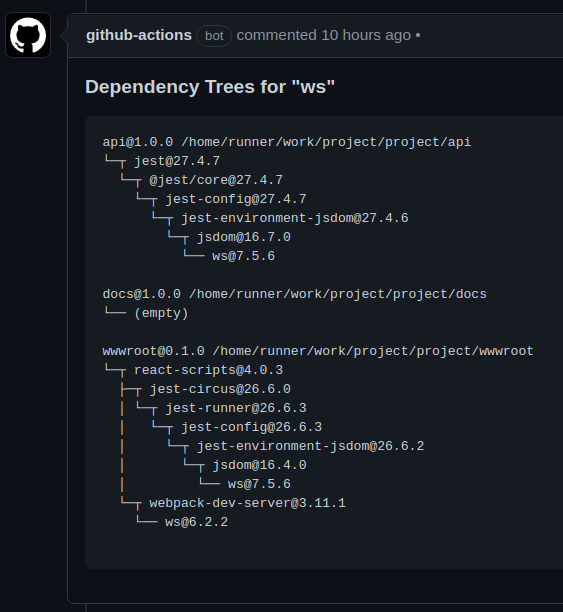 github-actions bot commented 10 hours ago •
Dependency Trees for "ws"
api@1.0.0 /home/runner/work/project/project/api
└─┬ jest@27.4.7
  └─┬ @jest/core@27.4.7
    └─┬ jest-config@27.4.7
      └─┬ jest-environment-jsdom@27.4.6
        └─┬ jsdom@16.7.0
          └── ws@7.5.6
docs@1.0.0 /home/runner/work/project/project/docs
└── (empty)
wwwroot@0.1.0 /home/runner/work/project/project/wwwroot
└─┬ react-scripts@4.0.3
  ├─┬ jest-circus@26.6.0
  │ └─┬ jest-runner@26.6.3
  │   └─┬ jest-config@26.6.3
  │     └─┬ jest-environment-jsdom@26.6.2
  │       └─┬ jsdom@16.4.0
  │         └── ws@7.5.6
  └─┬ webpack-dev-server@3.11.1
    └── ws@6.2.2